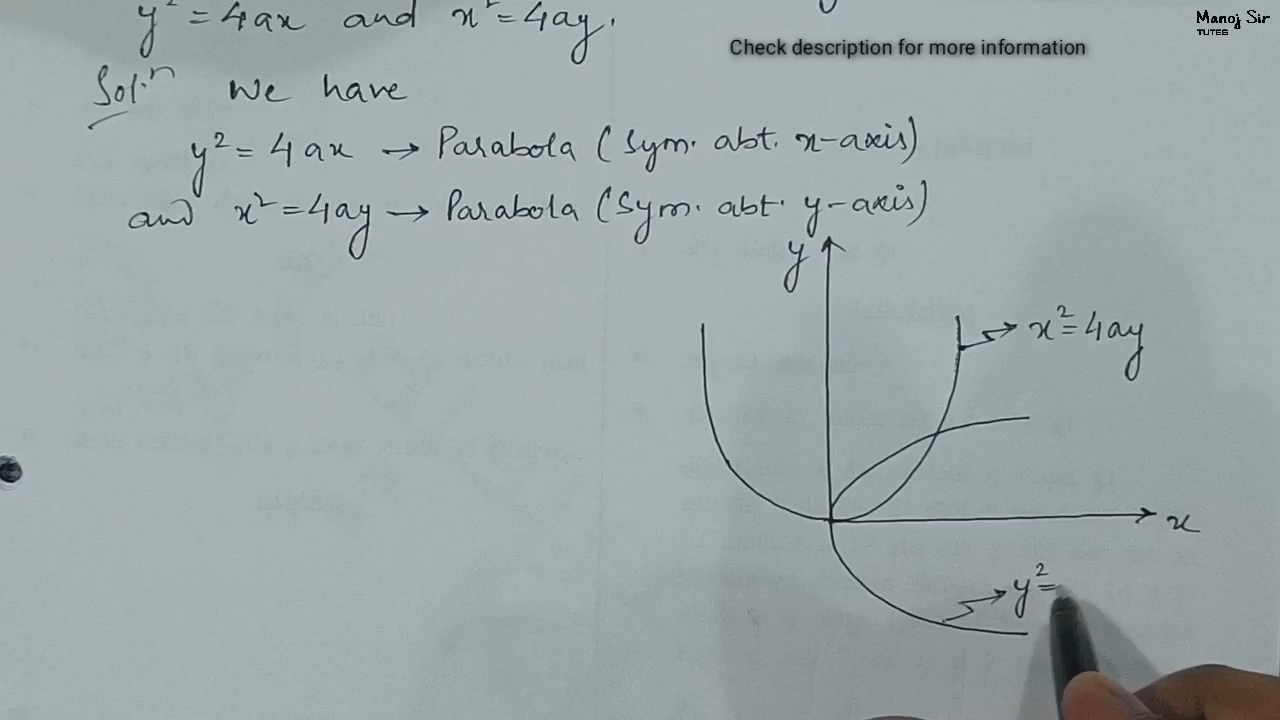 y² = 4ax and x² = 4ay.
Manoj Sir
TUTES
Check description for more information
Sol.ⁿ We have
y² = 4ax → Parabola (Sym. abt. x-axis)
and x² = 4ay → Parabola (Sym. abt. y-axis)
y
x² = 4ay
x
y² =